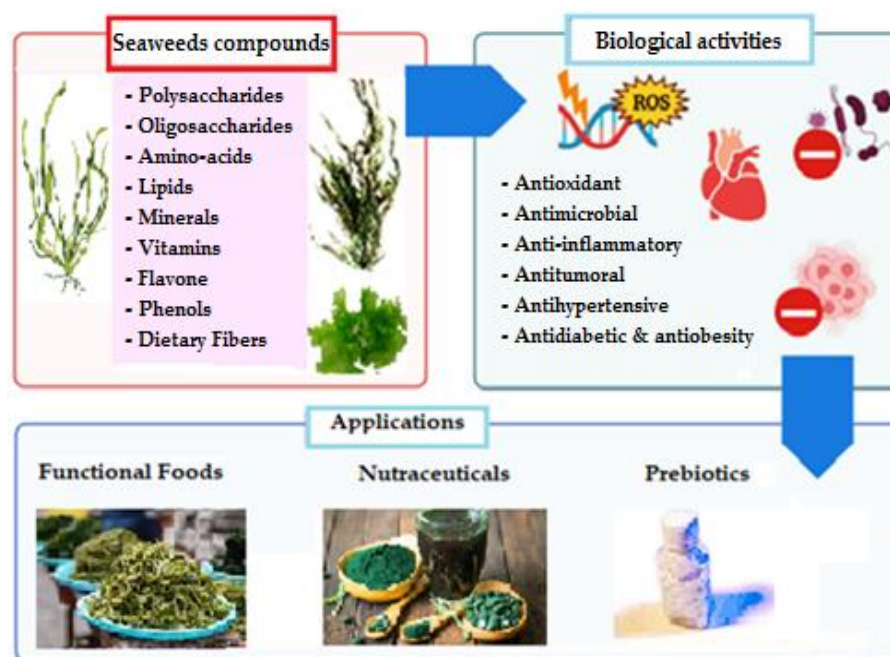 Seaweeds compounds
- Polysaccharides
- Oligosaccharides
- Amino-acids
- Lipids
- Minerals
- Vitamins
- Flavone
- Phenols
- Dietary Fibers
Biological activities
ROS
- Antioxidant
- Antimicrobial
- Anti-inflammatory
- Antitumoral
- Antihypertensive
- Antidiabetic & antiobesity
Applications
Functional Foods
Nutraceuticals
Prebiotics